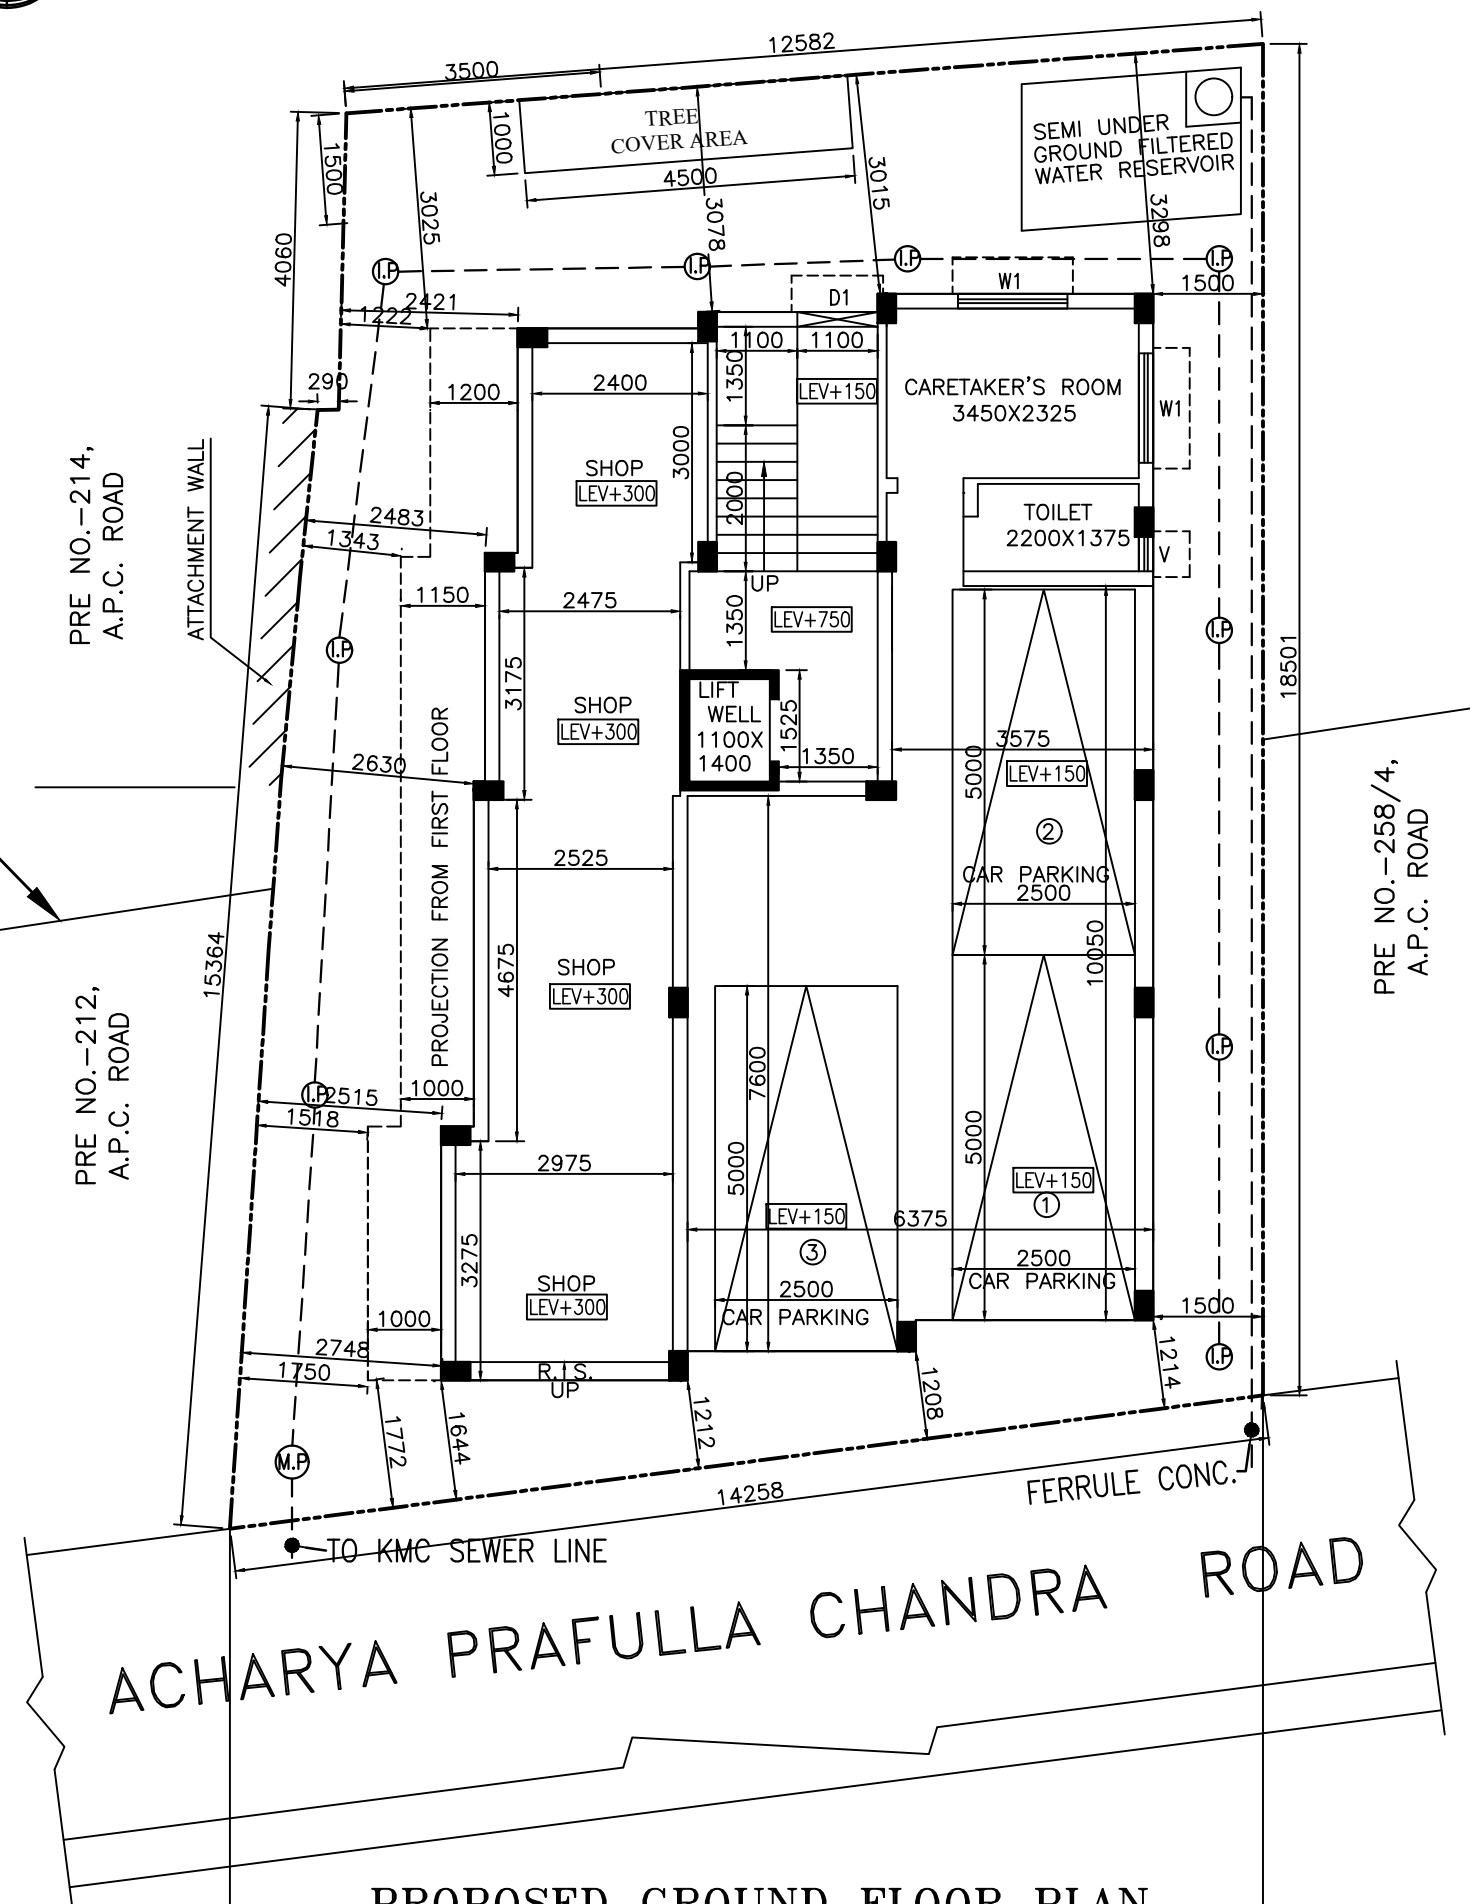 12582
3500
TREE
COVER AREA
1000
4500
1500
4060
3025
3078
3015
3298
SEMI UNDER
GROUND FILTERED
WATER RESERVOIR
I.P
I.P
I.P
I.P
W1
D1
1500
2421
1222
1100
1100
1350
LEV+150
290
1200
2400
3000
CARETAKER'S ROOM
3450X2325
W1
PRE NO.-214,
A.P.C. ROAD
ATTACHMENT WALL
SHOP
LEV+300
2000
2483
1343
TOILET
2200X1375
V
UP
1150
2475
1350
LEV+750
I.P
I.P
18501
3175
SHOP
LEV+300
LIFT
WELL
1100X
1400
1525
1350
2630
3575
5000
LEV+150
2
CAR PARKING
2500
PRE NO.-258/4,
A.P.C. ROAD
PROJECTION FROM FIRST FLOOR
2525
15364
4675
SHOP
LEV+300
10050
PRE NO.-212,
A.P.C. ROAD
I.P
2515
1518
1000
7600
I.P
5000
5000
2975
LEV+150
1
LEV+150
6375
3
3275
SHOP
LEV+300
2500
CAR PARKING
2500
CAR PARKING
1000
1500
2748
1750
R.I.S.
UP
I.P
1772
1644
1212
1208
1214
M.P
14258
FERRULE CONC.
TO KMC SEWER LINE
ACHARYA PRAFULLA CHANDRA ROAD
PROPOSED GROUND FLOOR PLAN